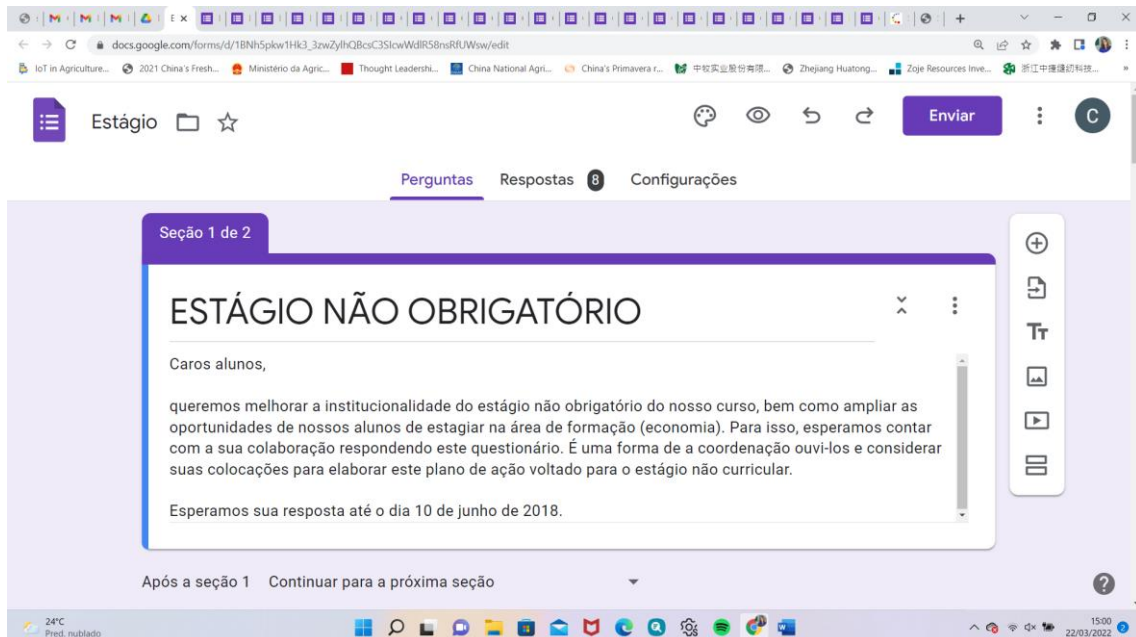 docs.google.com/forms/d/1BNh5pkw1Hk3_3zwZylhQBcsC3SIcwWdlR58nsRfUWsw/edit
IoT in Agriculture... 2021 China's Fresh... Ministério da Agric... Thought Leadershi... China National Agri... China's Primavera r... Zhejiang Huatong... Zoje Resources Inve...
Estágio Enviar C
Perguntas Respostas 8 Configurações
Seção 1 de 2
ESTÁGIO NÃO OBRIGATÓRIO
Caros alunos,
queremos melhorar a institucionalidade do estágio não obrigatório do nosso curso, bem como ampliar as
oportunidades de nossos alunos de estagiar na área de formação (economia). Para isso, esperamos contar
com a sua colaboração respondendo este questionário. É uma forma de a coordenação ouvi-los e considerar
suas colocações para elaborar este plano de ação voltado para o estágio não curricular.
Esperamos sua resposta até o dia 10 de junho de 2018.
Após a seção 1 Continuar para a próxima seção
24°C
Pred. nublado
15:00
22/03/2022